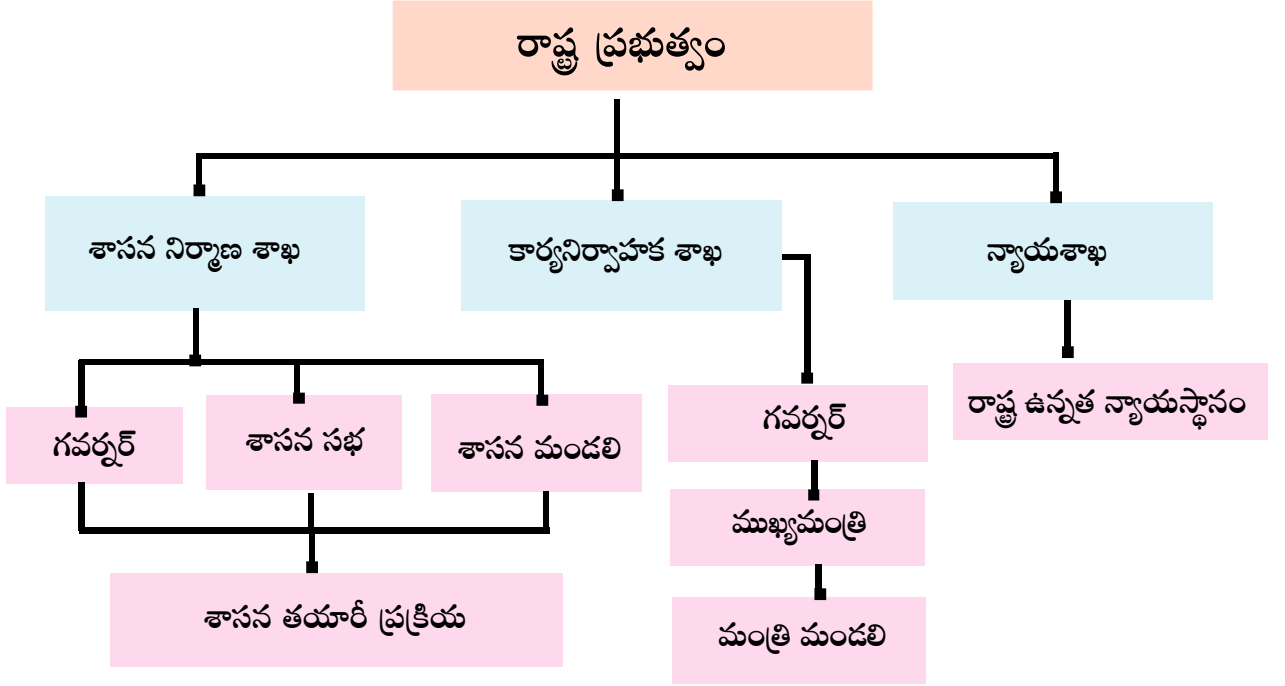 రాష్ట్ర ప్రభుత్వం
శాసన నిర్మాణ శాఖ
కార్యనిర్వాహక శాఖ
న్యాయశాఖ
గవర్నర్
శాసన సభ
శాసన మండలి
గవర్నర్
రాష్ట్ర ఉన్నత న్యాయస్థానం
ముఖ్యమంత్రి
శాసన తయారీ ప్రక్రియ
మంత్రి మండలి